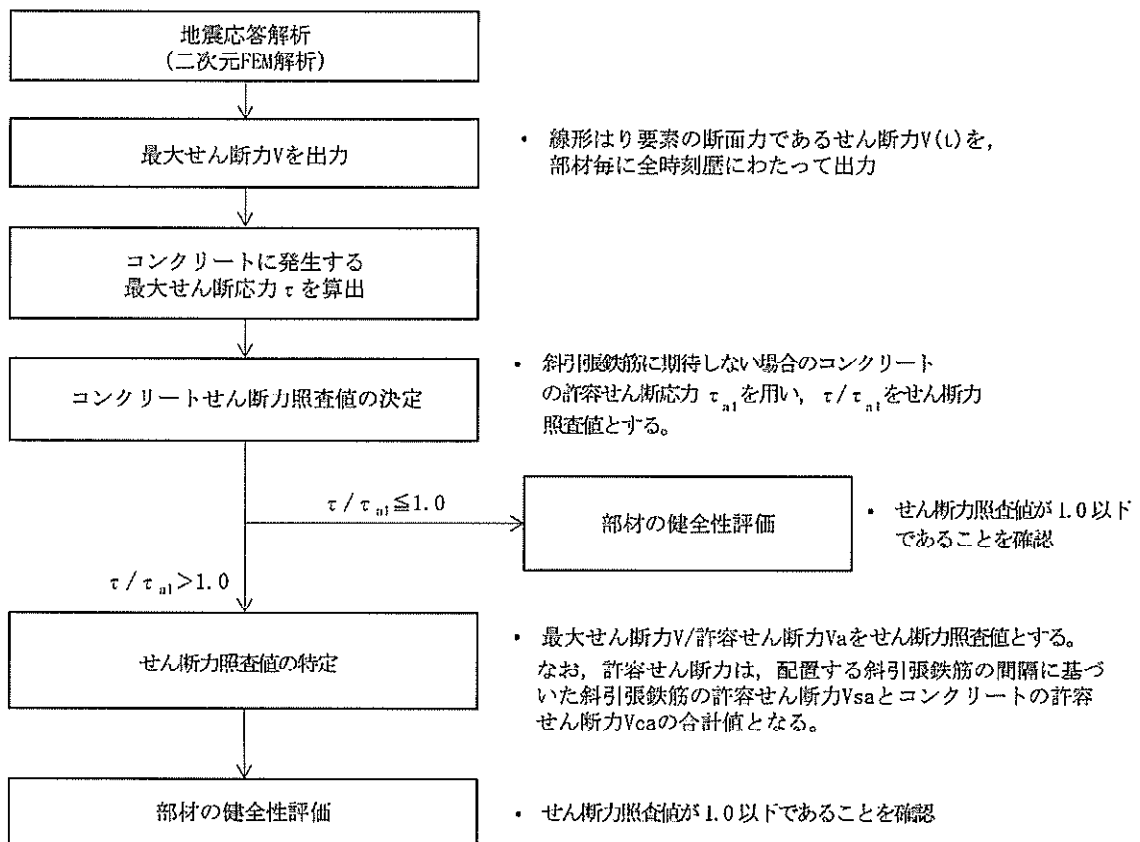 地震応答解析
(二次元FEM解析)
最大せん断力Vを出力
・ 線形はり要素の断面力であるせん断力V(t)を,
部材毎に全時刻歴にわたって出力
コンクリートに発生する
最大せん断応力τを算出
コンクリートせん断力照査値の決定
・ 斜引張鉄筋に期待しない場合のコンクリート
の許容せん断応力 τa1を用い, τ/τa1をせん断力
照査値とする。
τ/τa1≦1.0
部材の健全性評価
・ せん断力照査値が1.0以下
であることを確認
τ/τa1>1.0
せん断力照査値の特定
・ 最大せん断力V/許容せん断力Vaをせん断力照査値とする。
なお, 許容せん断力は, 配置する斜引張鉄筋の間隔に基づ
いた斜引張鉄筋の許容せん断力Vsaとコンクリートの許容
せん断力Vcaの合計値となる。
部材の健全性評価
・ せん断力照査値が1.0以下であることを確認